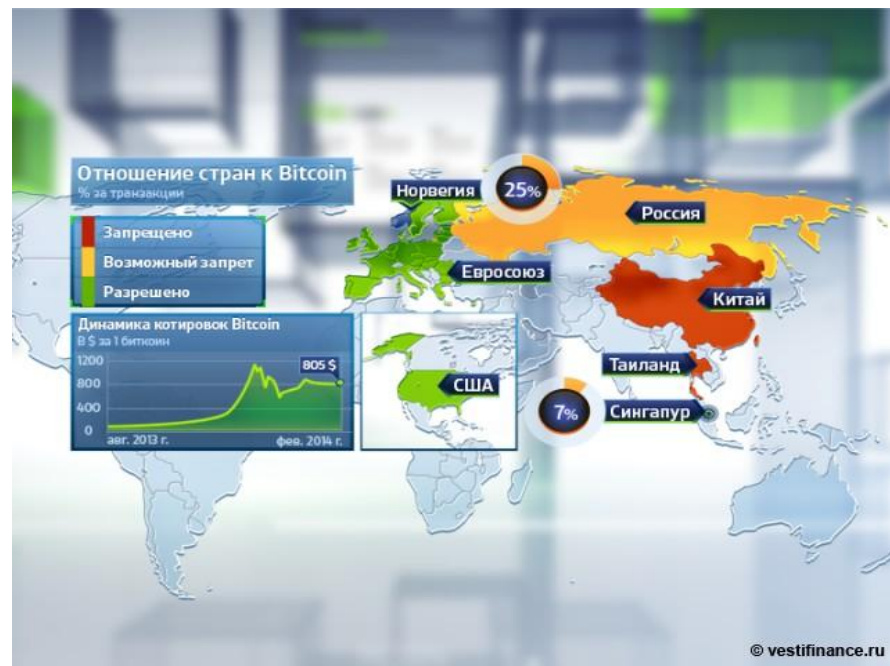 Отношение стран к Bitcoin
% за транзакции
Запрещено
Возможный запрет
Разрешено
Норвегия
25%
Россия
Евросоюз
Китай
Динамика котировок Bitcoin
В $ за 1 биткоин
1200
800
400
0
805 $
авг. 2013 г.
фев. 2014 г.
США
Таиланд
7%
Сингапур
© vestifinance.ru